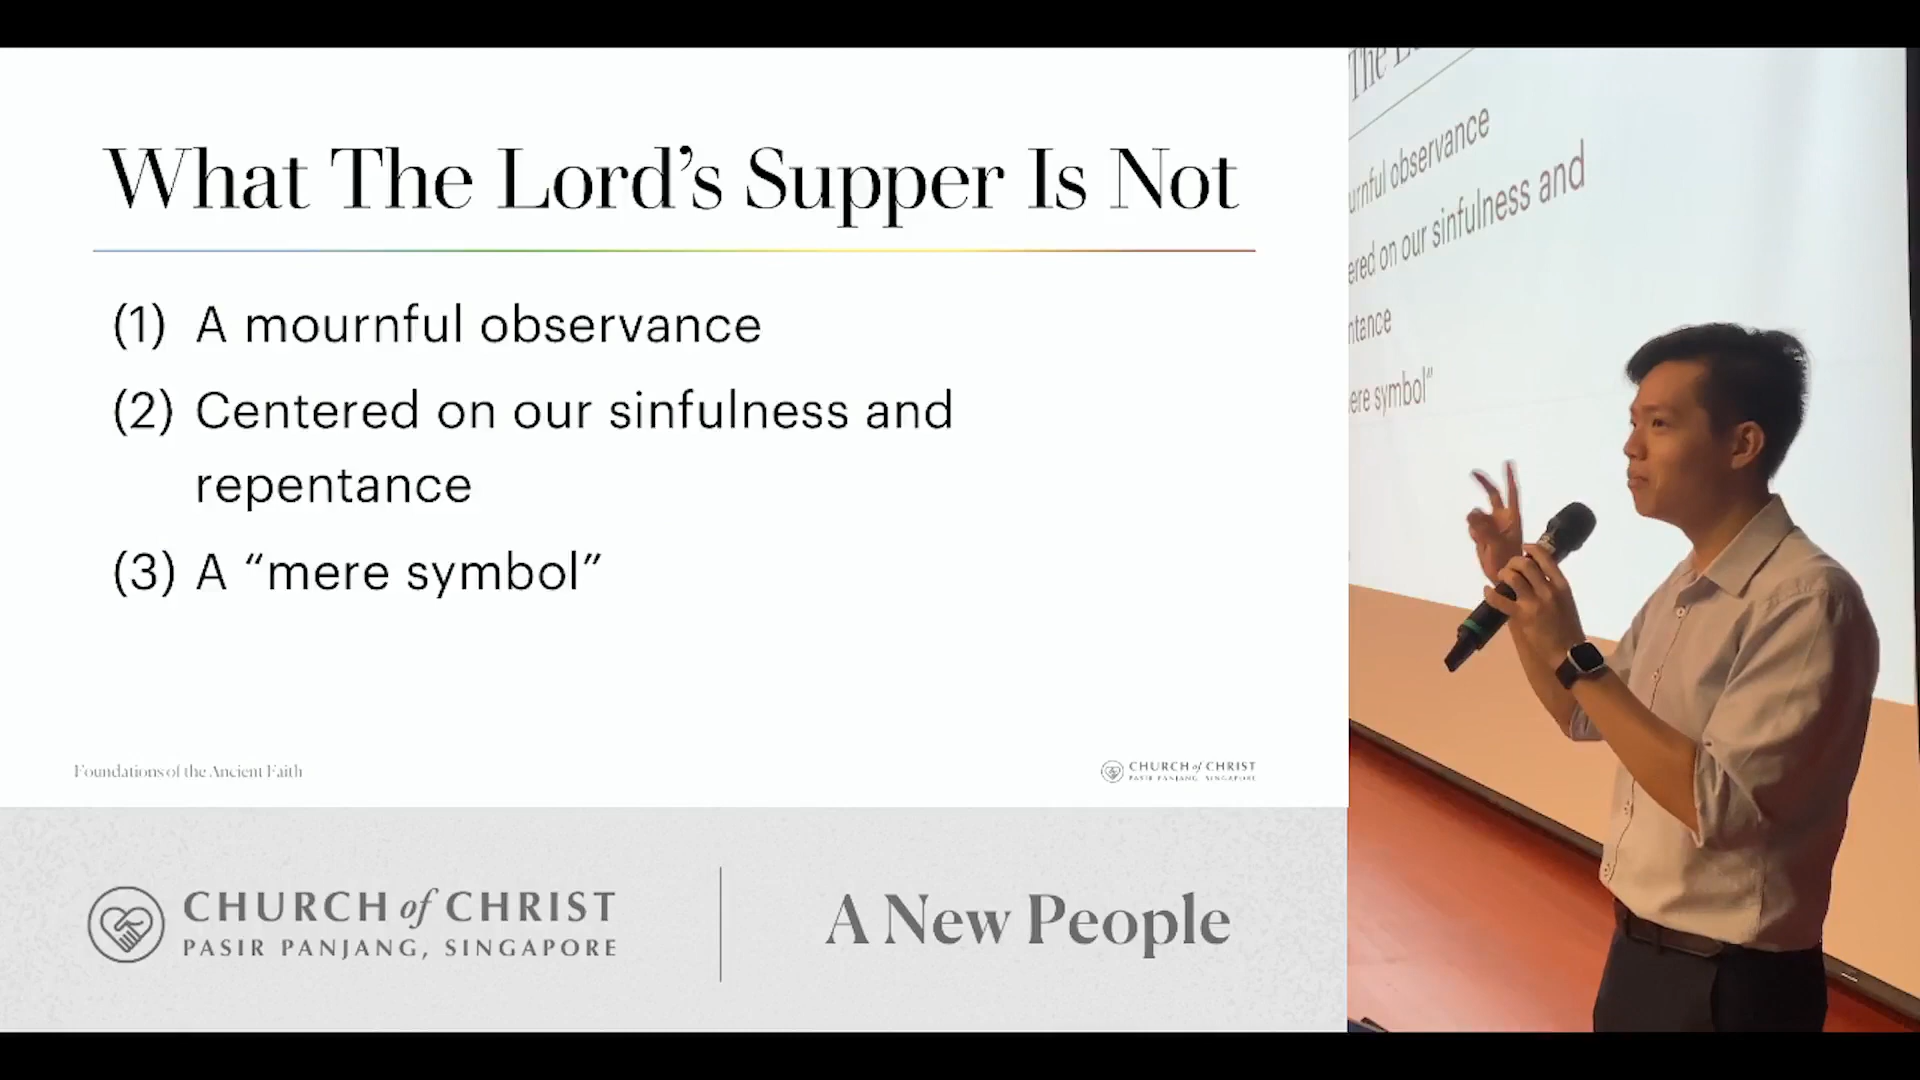 What The Lord’s Supper Is Not
(1) A mournful observance
(2) Centered on our sinfulness and
repentance
(3) A “mere symbol”
Foundations of the Ancient Faith
CHURCH of CHRIST
PASIR PANJANG, SINGAPORE
CHURCH of CHRIST
PASIR PANJANG, SINGAPORE
A New People
The L
urnful observance
ered on our sinfulness and
ntance
ere symbol”